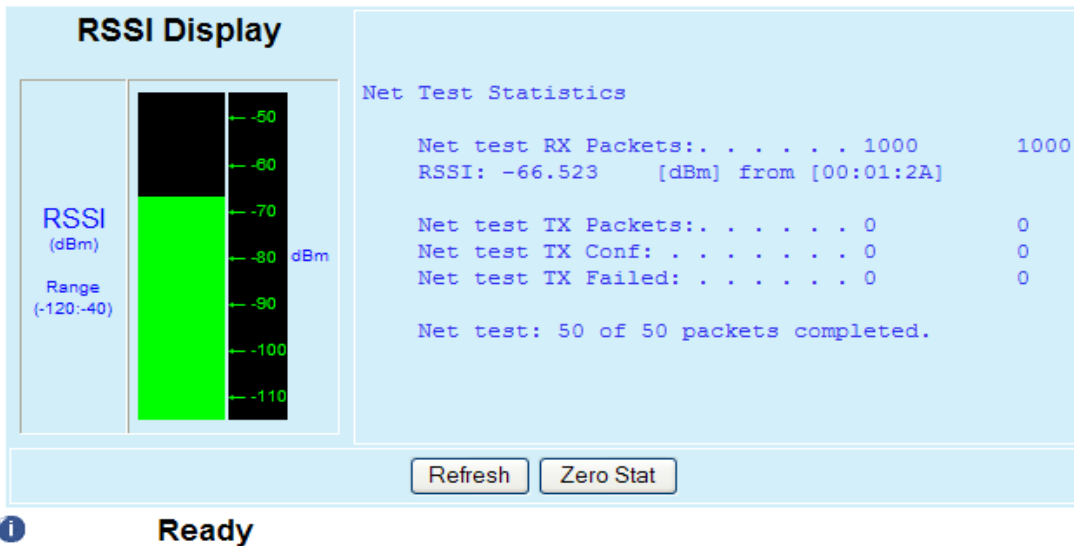 RSSI Display
RSSI
(dBm)
Range
(-120:-40)
← -50
← -60
← -70
← -80
← -90
← -100
← -110
dBm
Net Test Statistics
Net test RX Packets:. . . . . . 1000 1000
RSSI: -66.523 [dBm] from [00:01:2A]
Net test TX Packets:. . . . . . 0 0
Net test TX Conf: . . . . . . . 0 0
Net test TX Failed: . . . . . . 0 0
Net test: 50 of 50 packets completed.
Refresh Zero Stat
i Ready